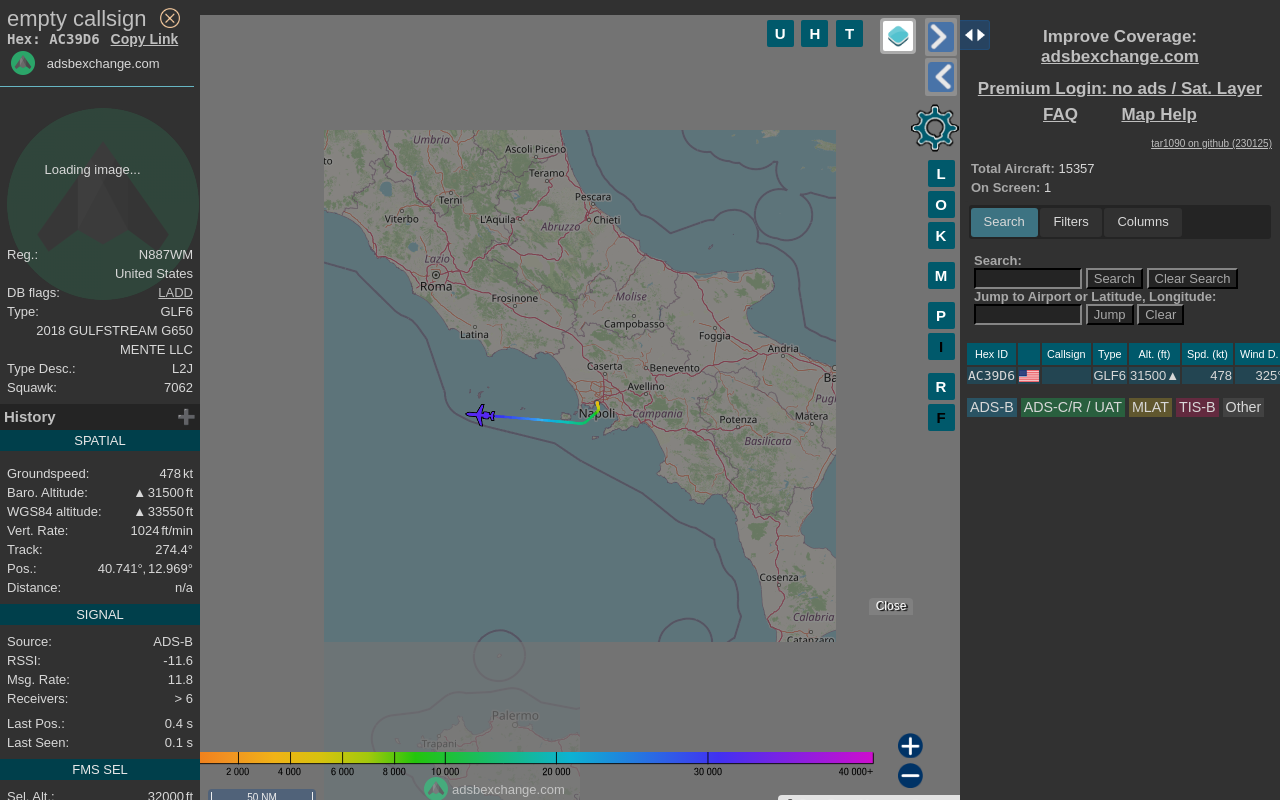 empty callsign
Hex: AC39D6 Copy Link
adsbexchange.com
Loading image...
Reg.: N887WM
United States
DB flags: LADD
Type: GLF6
2018 GULFSTREAM G650
MENTE LLC
Type Desc.: L2J
Squawk: 7062
History
SPATIAL
Groundspeed: 478 kt
Baro. Altitude: ▲ 31500 ft
WGS84 altitude: ▲ 33550 ft
Vert. Rate: 1024 ft/min
Track: 274.4°
Pos.: 40.741°, 12.969°
Distance: n/a
SIGNAL
Source: ADS-B
RSSI: -11.6
Msg. Rate: 11.8
Receivers: > 6
Last Pos.: 0.4 s
Last Seen: 0.1 s
FMS SEL
Sel. Alt.: 32000 ft
U H T
L
O
K
M
P
I
R
F
to
Umbria
Ascoli Piceno
Teramo
Terni
Pescara
Viterbo
L'Aquila
Chieti
Abruzzo
Lazio
Roma
Frosinone
Molise
Latina
Campobasso
Foggia
Andria
Caserta
Benevento
Ba
Avellino
Pugl
Napoli
Campania
Potenza
Matera
Basilicata
Cosenza
Calabria
Catanzaro
Palermo
Trapani
Close
2 000 4 000 6 000 8 000 10 000 20 000 30 000 40 000+
adsbexchange.com
50 NM
Improve Coverage:
adsbexchange.com
Premium Login: no ads / Sat. Layer
FAQ Map Help
tar1090 on github (230125)
Total Aircraft: 15357
On Screen: 1
Search Filters Columns
Search:
Search Clear Search
Jump to Airport or Latitude, Longitude:
Jump Clear
Hex ID Callsign Type Alt. (ft) Spd. (kt) Wind D.
AC39D6 GLF6 31500▲ 478 325°
ADS-B ADS-C/R / UAT MLAT TIS-B Other